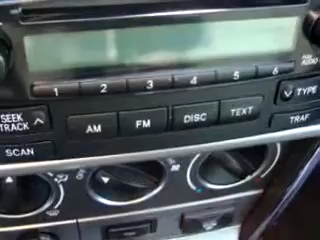 1 2 3 4 5 6
SEEK
TRACK
TYPE
AM FM DISC TEXT
TRAF
SCAN